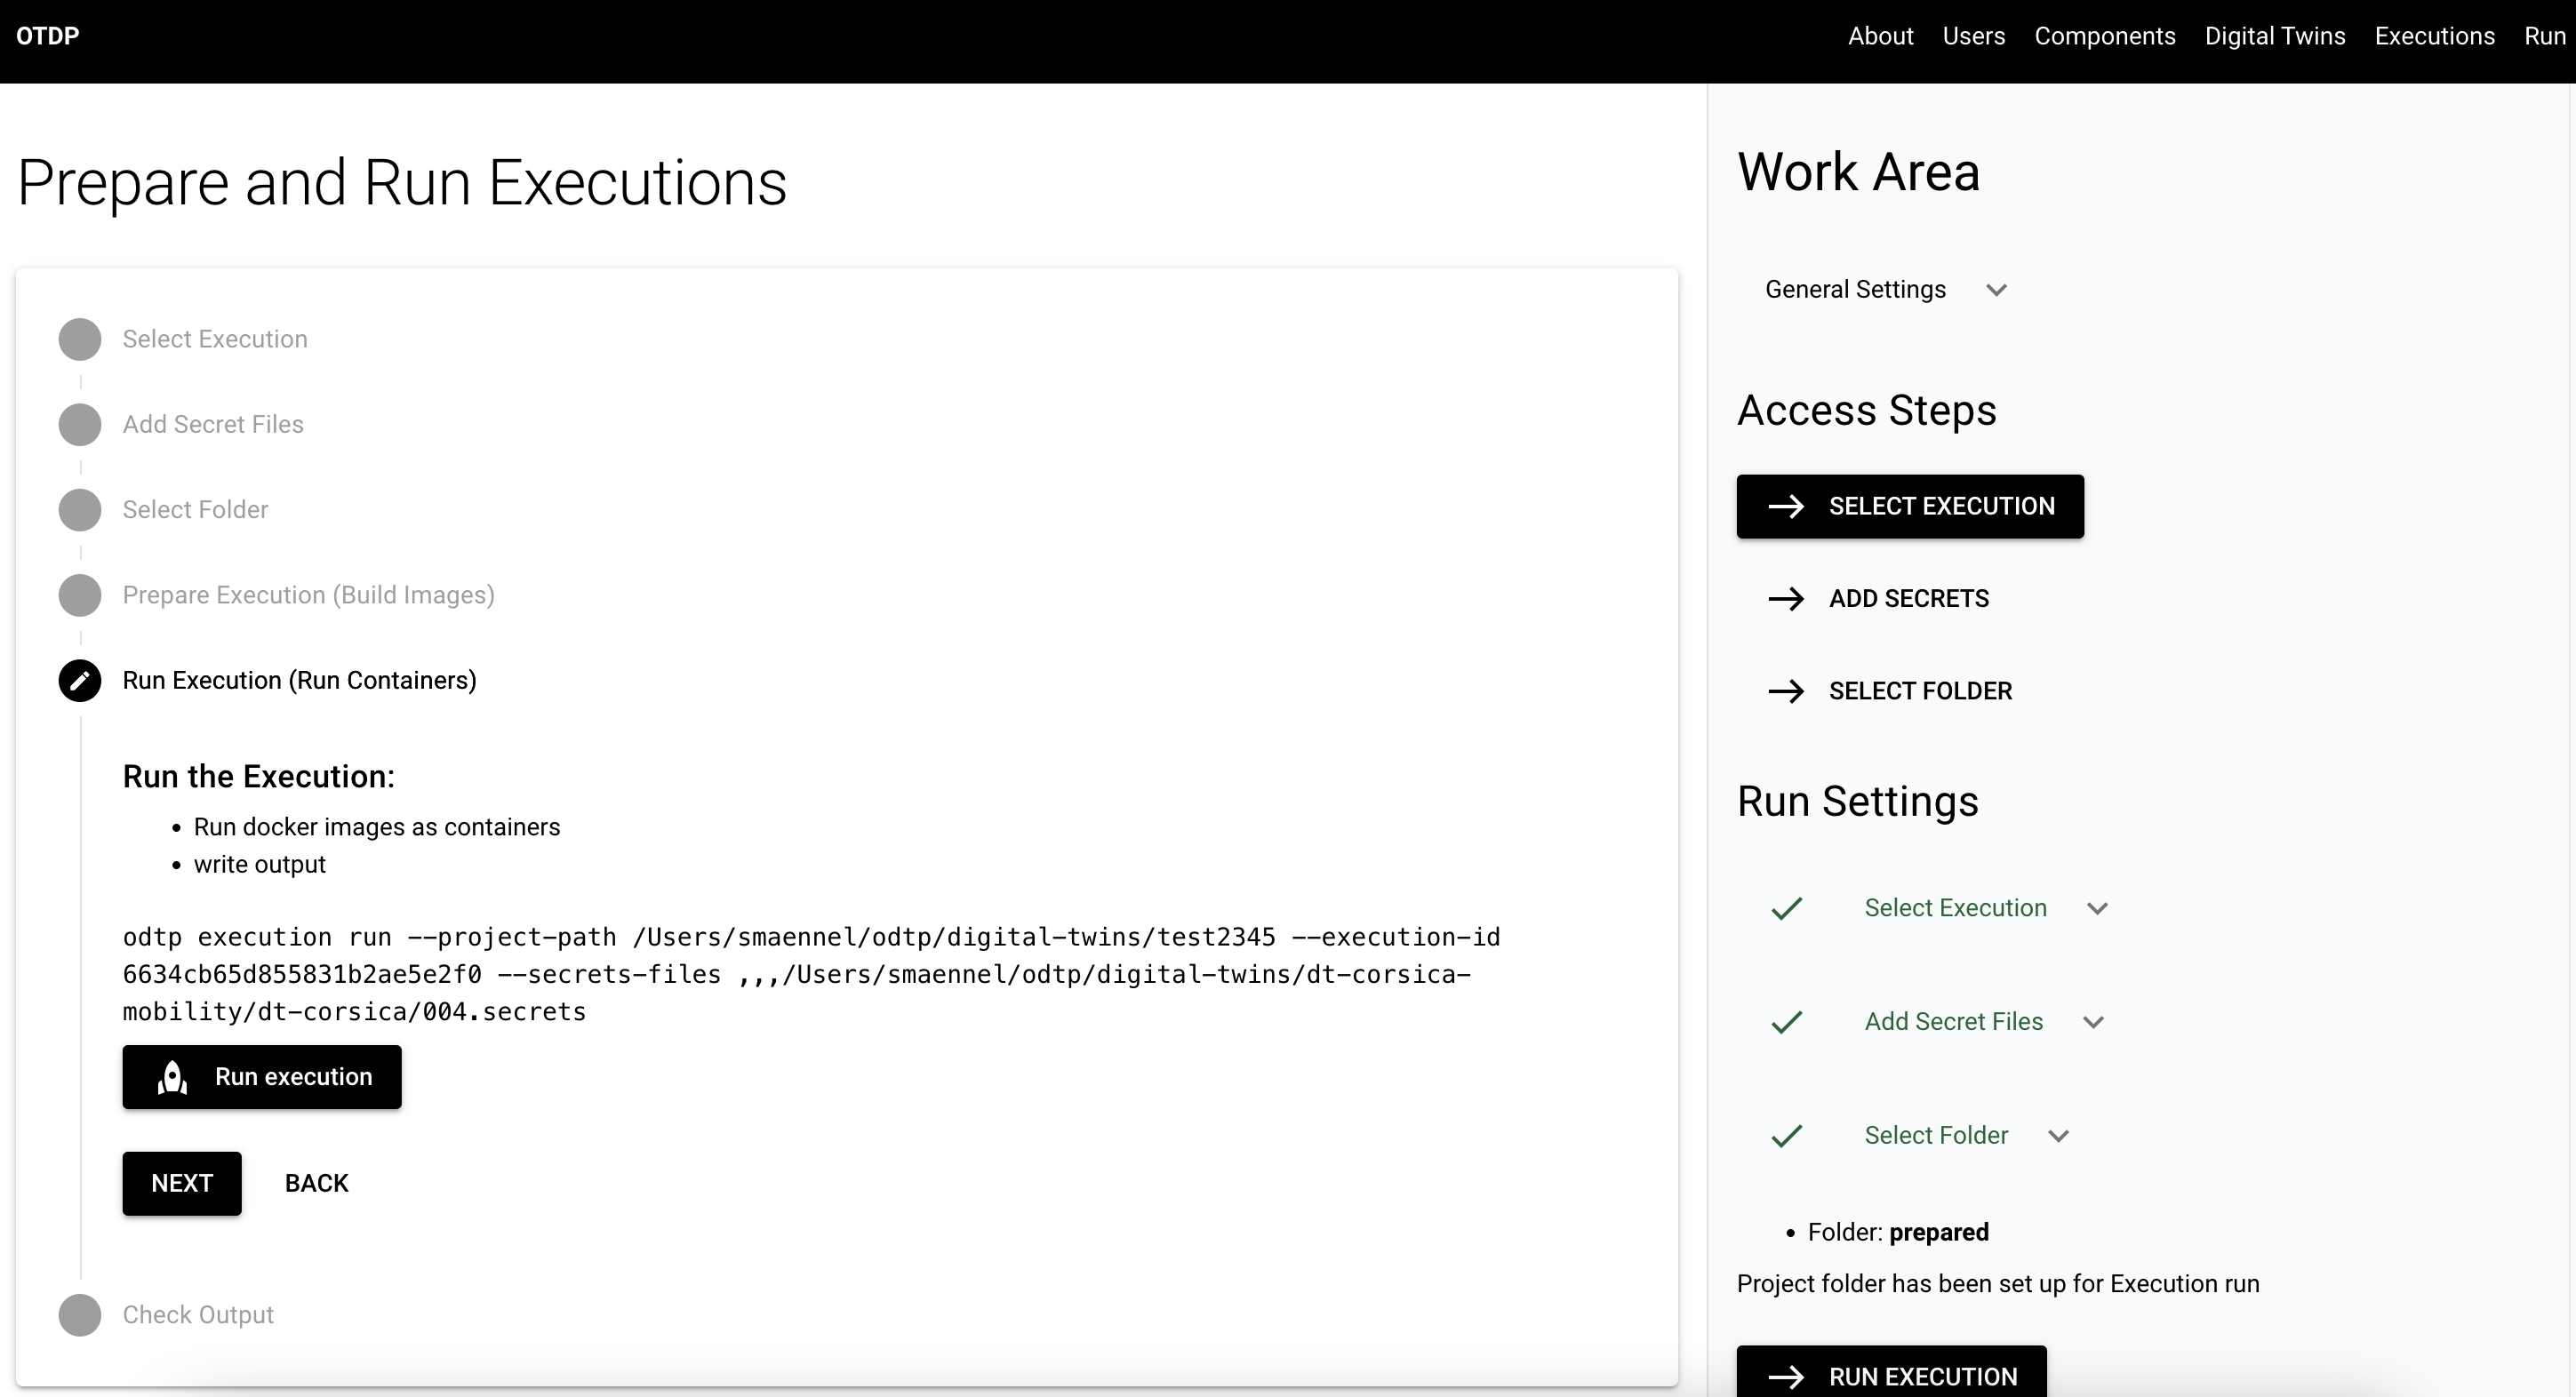 OTDP
About Users Components Digital Twins Executions Run
Prepare and Run Executions
Select Execution
Add Secret Files
Select Folder
Prepare Execution (Build Images)
Run Execution (Run Containers)
Run the Execution:
Run docker images as containers
write output
odtp execution run --project-path /Users/smaennel/odtp/digital-twins/test2345 --execution-id
6634cb65d855831b2ae5e2f0 --secrets-files ,,,/Users/smaennel/odtp/digital-twins/dt-corsica-
mobility/dt-corsica/004.secrets
Run execution
NEXT BACK
Check Output
Work Area
General Settings
Access Steps
SELECT EXECUTION
ADD SECRETS
SELECT FOLDER
Run Settings
Select Execution
Add Secret Files
Select Folder
Folder: prepared
Project folder has been set up for Execution run
RUN EXECUTION